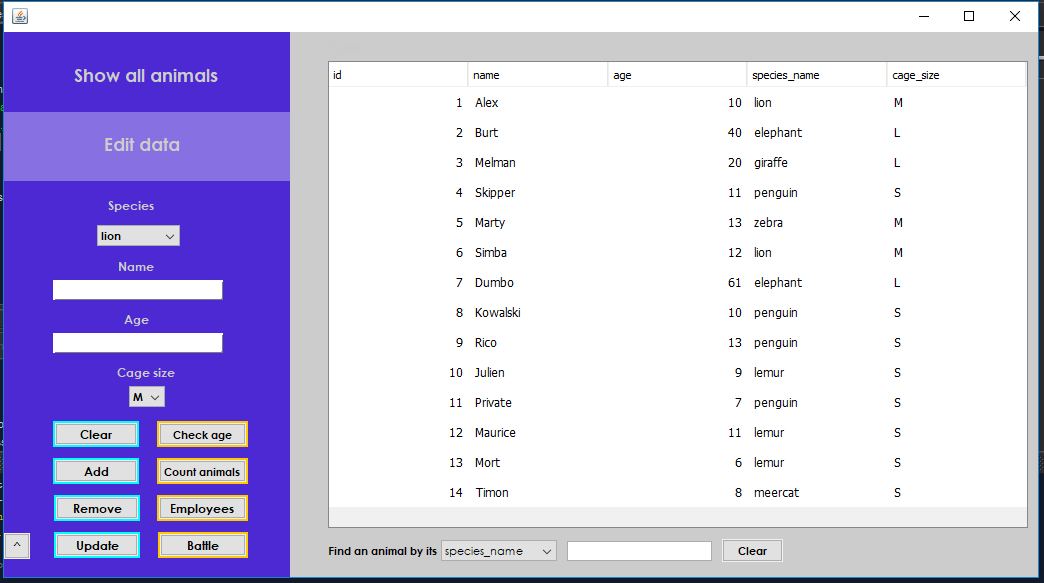 Show all animals
Edit data
Species
lion
Name
Age
Cage size
M
Clear Check age
Add Count animals
Remove Employees
Update Battle
^
id name age species_name cage_size
1 Alex 10 lion M
2 Burt 40 elephant L
3 Melman 20 giraffe L
4 Skipper 11 penguin S
5 Marty 13 zebra M
6 Simba 12 lion M
7 Dumbo 61 elephant L
8 Kowalski 10 penguin S
9 Rico 13 penguin S
10 Julien 9 lemur S
11 Private 7 penguin S
12 Maurice 11 lemur S
13 Mort 6 lemur S
14 Timon 8 meercat S
Find an animal by its species_name Clear